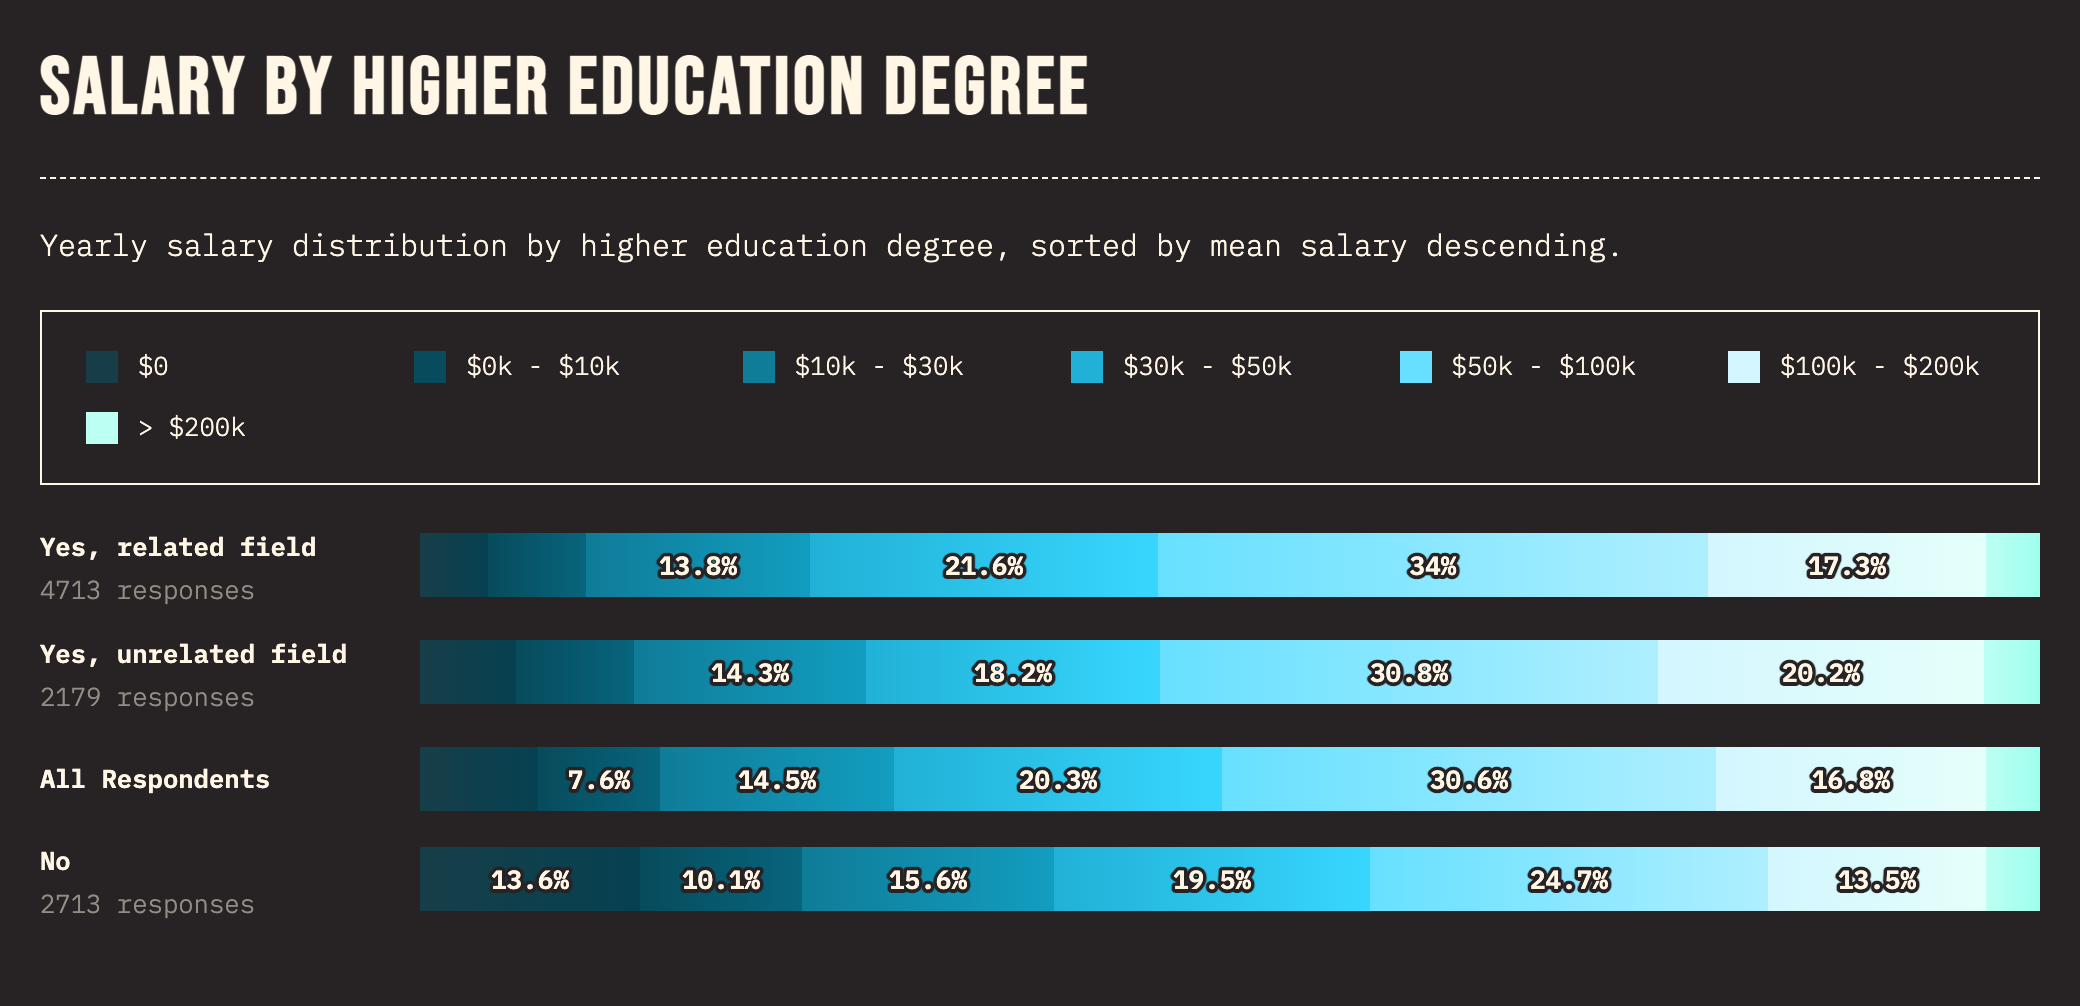 SALARY BY HIGHER EDUCATION DEGREE
Yearly salary distribution by higher education degree, sorted by mean salary descending.
$0 $0k - $10k $10k - $30k $30k - $50k $50k - $100k $100k - $200k
> $200k
Yes, related field
13.8% 21.6% 34% 17.3%
4713 responses
Yes, unrelated field
14.3% 18.2% 30.8% 20.2%
2179 responses
All Respondents 7.6% 14.5% 20.3% 30.6% 16.8%
No
13.6% 10.1% 15.6% 19.5% 24.7% 13.5%
2713 responses